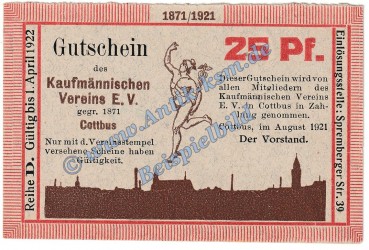 1871/1921
Gutschein
des
Kaufmännischen
Vereins E.V.
gegr. 1871
Cottbus
Nur mit d. Vereinsstempel
versehene Scheine haben
Gültigkeit.
25 Pf.
Dieser Gutschein wird von
allen Mitgliedern des
Kaufmännischen Vereins
E. V. in Cottbus in Zah-
lung genommen.
Cottbus, im August 1921
Der Vorstand.
Reihe D. Gültig bis 1. April 1922
Einlösungsstelle: Spremberger Str. 39
Beispielbild